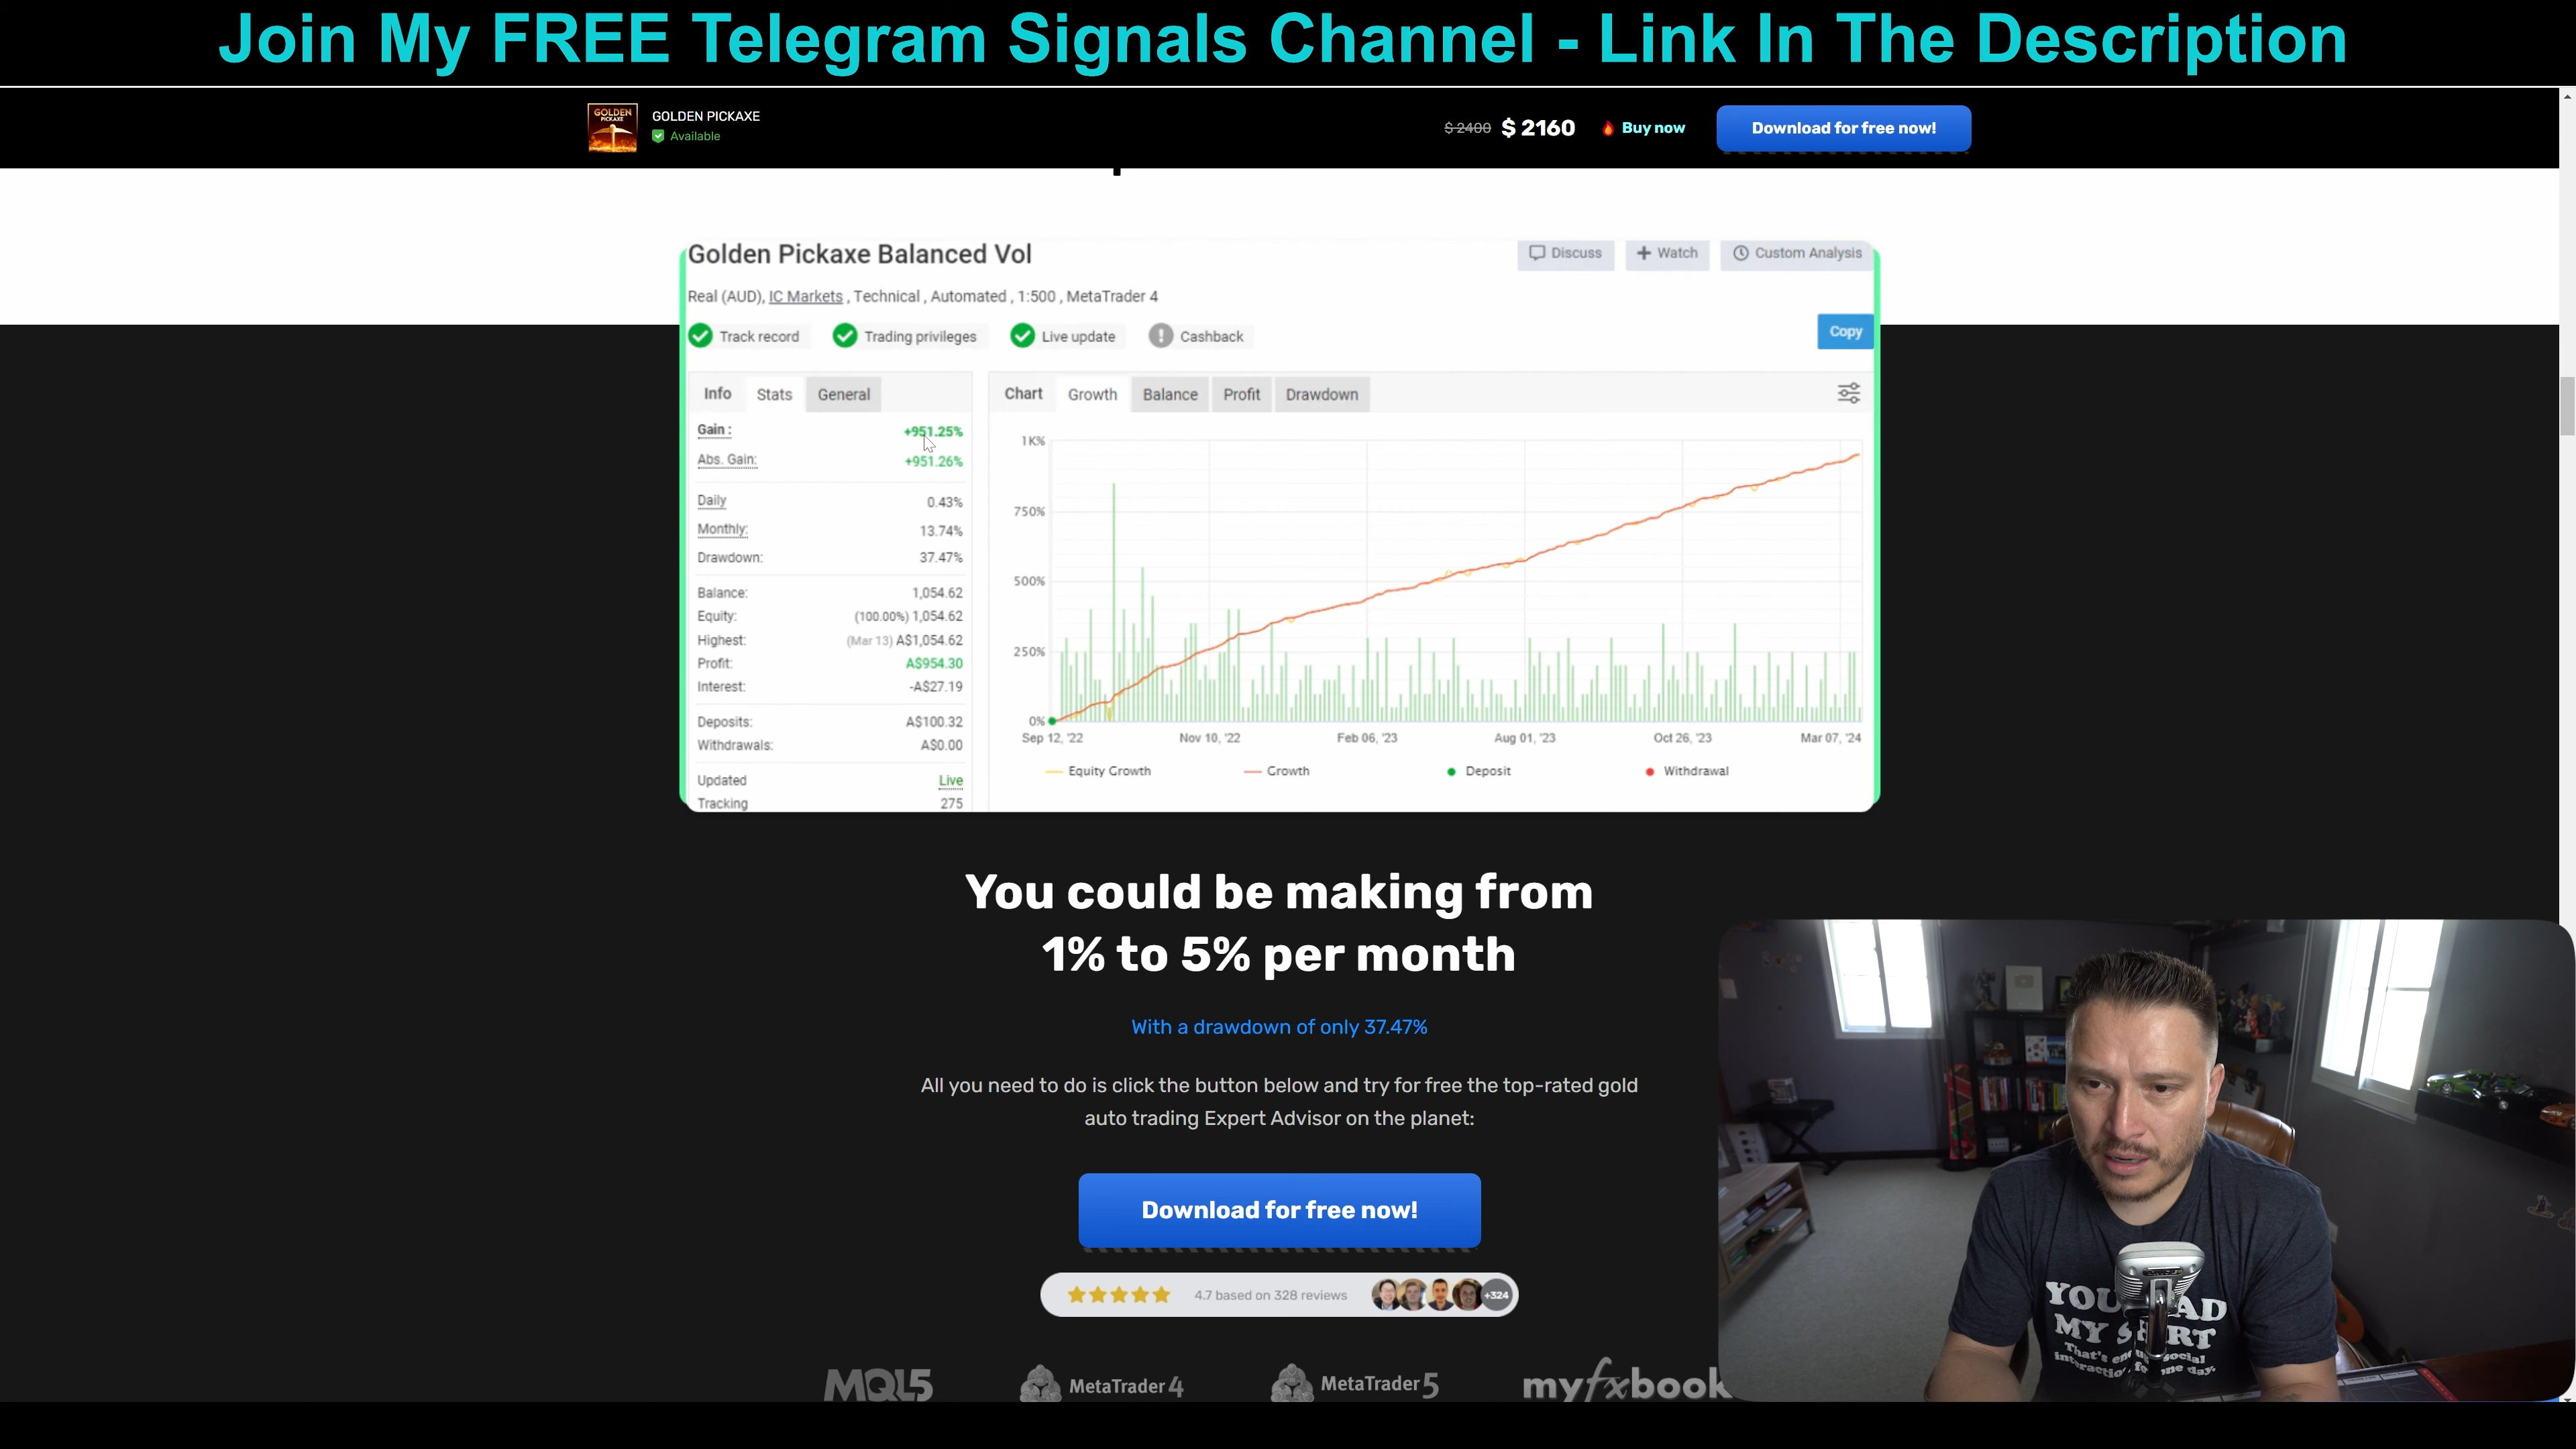 Join My FREE Telegram Signals Channel - Link In The Description
GOLDEN PICKAXE
GOLDEN PICKAXE
Available
$ 2400 $ 2160
Buy now
Download for free now!
Golden Pickaxe Balanced Vol
Discuss
Watch
Custom Analysis
Real (AUD), IC Markets , Technical , Automated , 1:500 , MetaTrader 4
Track record
Trading privileges
Live update
Cashback
Copy
Info Stats General
Gain : +951.25%
Abs. Gain: +951.26%
Daily 0.43%
Monthly: 13.74%
Drawdown: 37.47%
Balance: 1,054.62
Equity: (100.00%) 1,054.62
Highest: (Mar 13) A$1,054.62
Profit: A$954.30
Interest: -A$27.19
Deposits: A$100.32
Withdrawals: A$0.00
Updated Live
Tracking 275
Chart Growth Balance Profit Drawdown
1K%
750%
500%
250%
0%
Sep 12, '22 Nov 10, '22 Feb 06, '23 Aug 01, '23 Oct 26, '23 Mar 07, '24
Equity Growth Growth Deposit Withdrawal
You could be making from
1% to 5% per month
With a drawdown of only 37.47%
All you need to do is click the button below and try for free the top-rated gold
auto trading Expert Advisor on the planet:
Download for free now!
4.7 based on 328 reviews
+324
MQL5
MetaTrader 4
MetaTrader 5
myfxbook
YOU
MY
That's